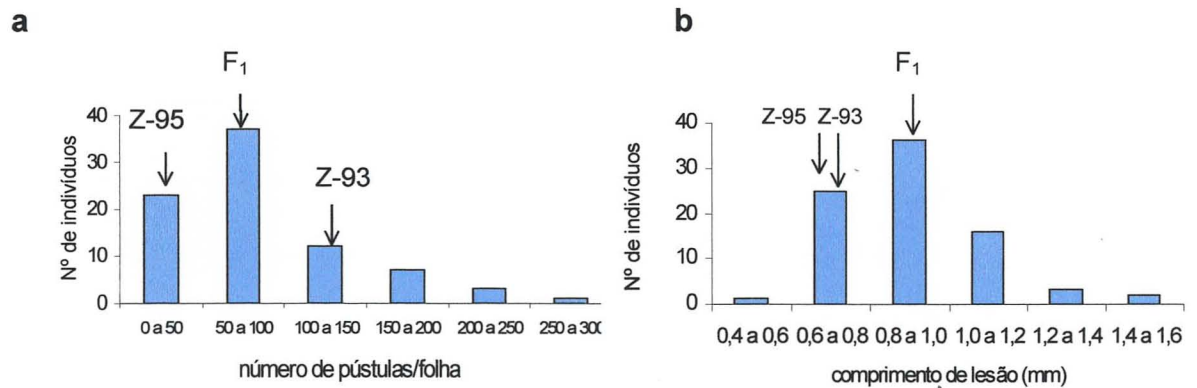 a
F₁
Z-95
Z-93
Nº de indivíduos
40
30
20
10
0
0 a 50 50 a 100 100 a 150 150 a 200 200 a 250 250 a 300
número de pústulas/folha
b
F₁
Z-95 Z-93
Nº de indivíduos
40
30
20
10
0
0,4 a 0,6 0,6 a 0,8 0,8 a 1,0 1,0 a 1,2 1,2 a 1,4 1,4 a 1,6
comprimento de lesão (mm)